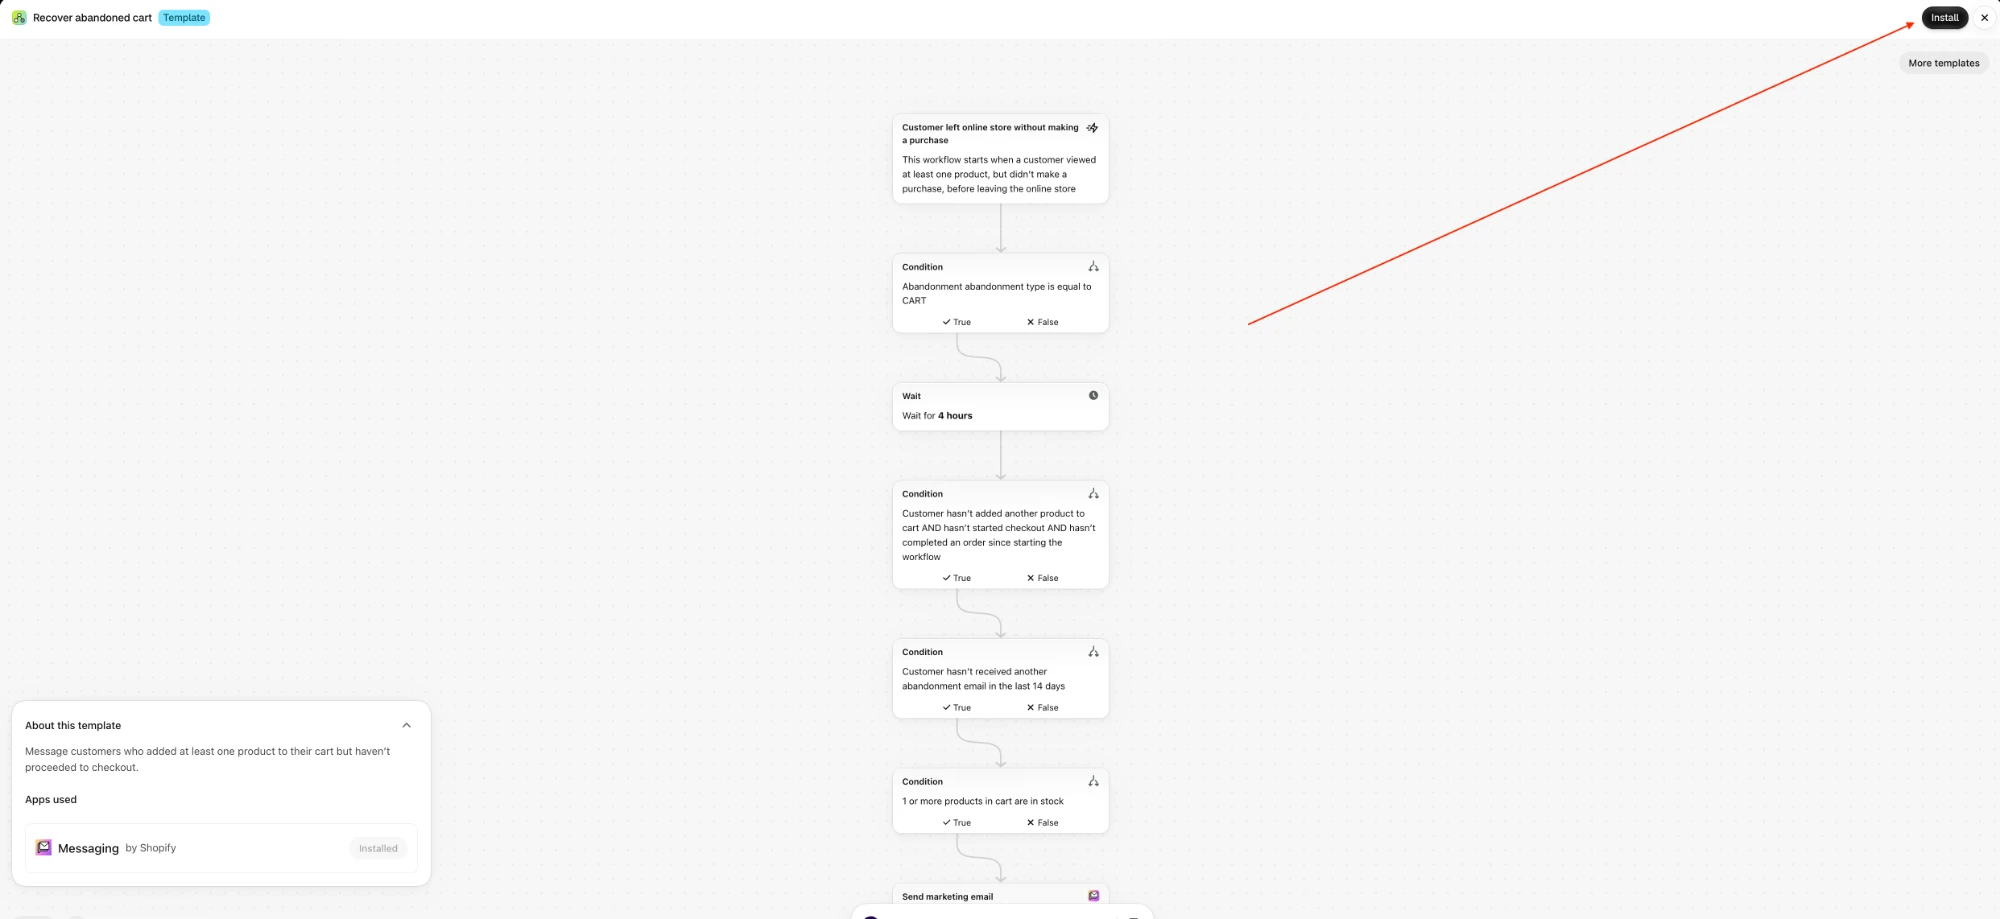 Recover abandoned cart Template
Install
More templates
Customer left online store without making
a purchase
This workflow starts when a customer viewed
at least one product, but didn't make a
purchase, before leaving the online store
Condition
Abandonment abandonment type is equal to
CART
True False
Wait
Wait for 4 hours
Condition
Customer hasn't added another product to
cart AND hasn't started checkout AND hasn't
completed an order since starting the
workflow
True False
Condition
Customer hasn't received another
abandonment email in the last 14 days
True False
Condition
1 or more products in cart are in stock
True False
Send marketing email
About this template
Message customers who added at least one product to their cart but haven't
proceeded to checkout.
Apps used
Messaging by Shopify
Installed